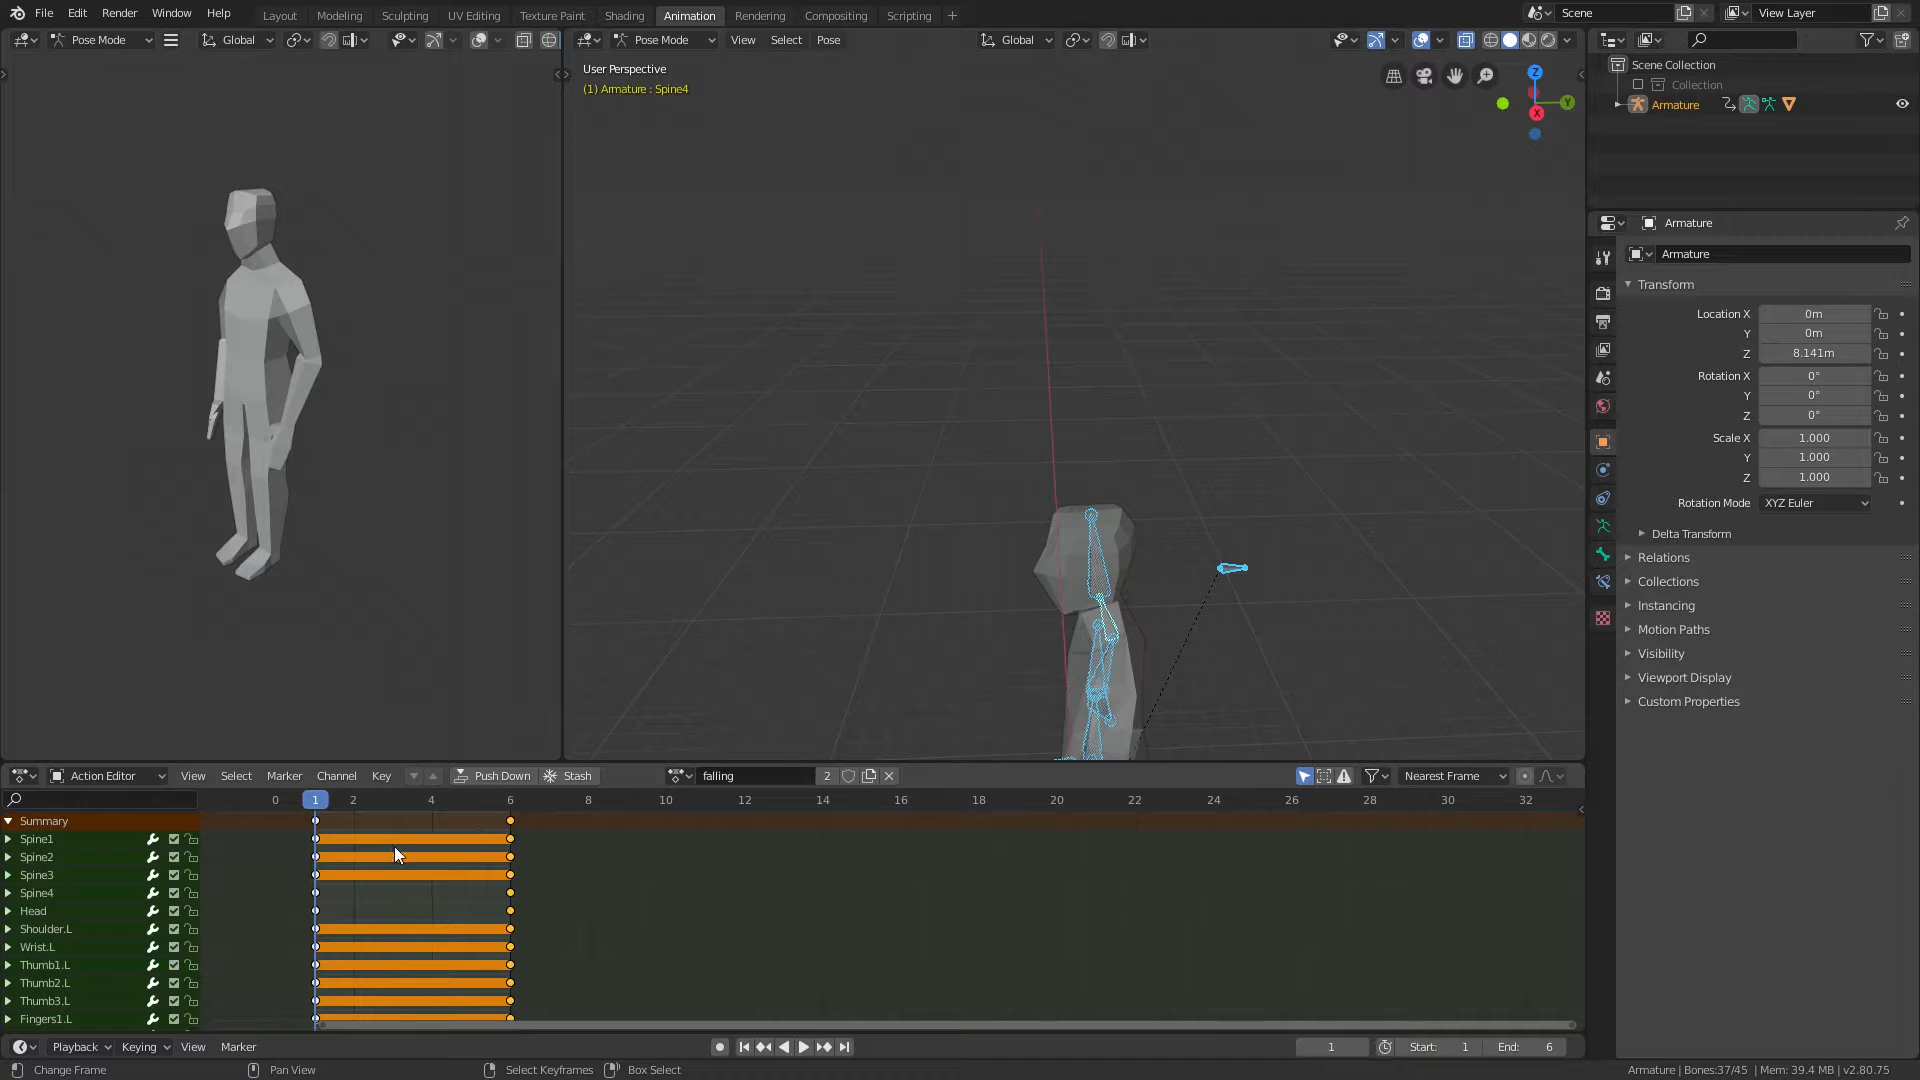 File Edit Render Window Help Layout Modeling Sculpting UV Editing Texture Paint Shading Animation Rendering Compositing Scripting + Scene View Layer
Pose Mode Global Pose Mode View Select Pose Global
User Perspective
(1) Armature : Spine4
Z
Y
X
Scene Collection
Collection
Armature
Armature
Armature
Transform
Location X 0m
Y 0m
Z 8.141m
Rotation X 0°
Y 0°
Z 0°
Scale X 1.000
Y 1.000
Z 1.000
Rotation Mode XYZ Euler
Delta Transform
Relations
Collections
Instancing
Motion Paths
Visibility
Viewport Display
Custom Properties
Action Editor View Select Marker Channel Key Push Down Stash falling 2 Nearest Frame
0 1 2 4 6 8 10 12 14 16 18 20 22 24 26 28 30 32
Summary
Spine1
Spine2
Spine3
Spine4
Head
Shoulder.L
Wrist.L
Thumb1.L
Thumb2.L
Thumb3.L
Fingers1.L
Playback Keying View Marker 1 Start: 1 End: 6
Change Frame Pan View Select Keyframes Box Select Armature | Bones:37/45 | Mem: 39.4 MB | v2.80.75